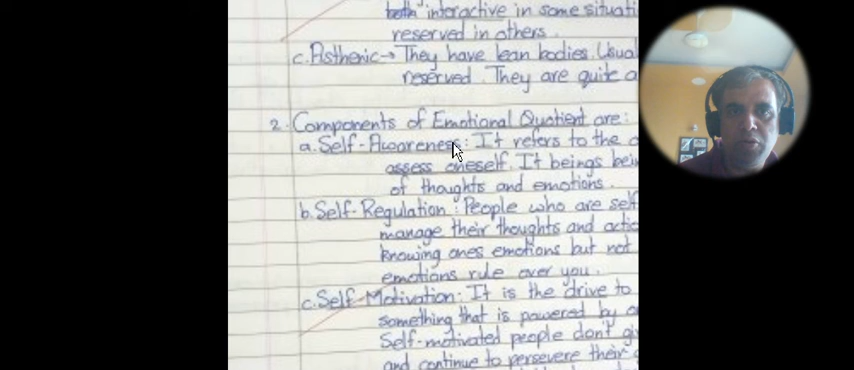 both interactive in some situati
reserved in others.
c. Asthenic → They have lean bodies. Usual
reserved. They are quite a
2. Components of Emotional Quotient are:
a. Self-Awareness: It refers to the a
assess oneself. It beings bei
of thoughts and emotions.
b. Self-Regulation: People who are self
manage their thoughts and actio
knowing ones emotions but not
emotions rule over you.
c. Self-Motivation: It is the drive to
something that is powered by o
Self-motivated people don't gi
and continue to persevere their g